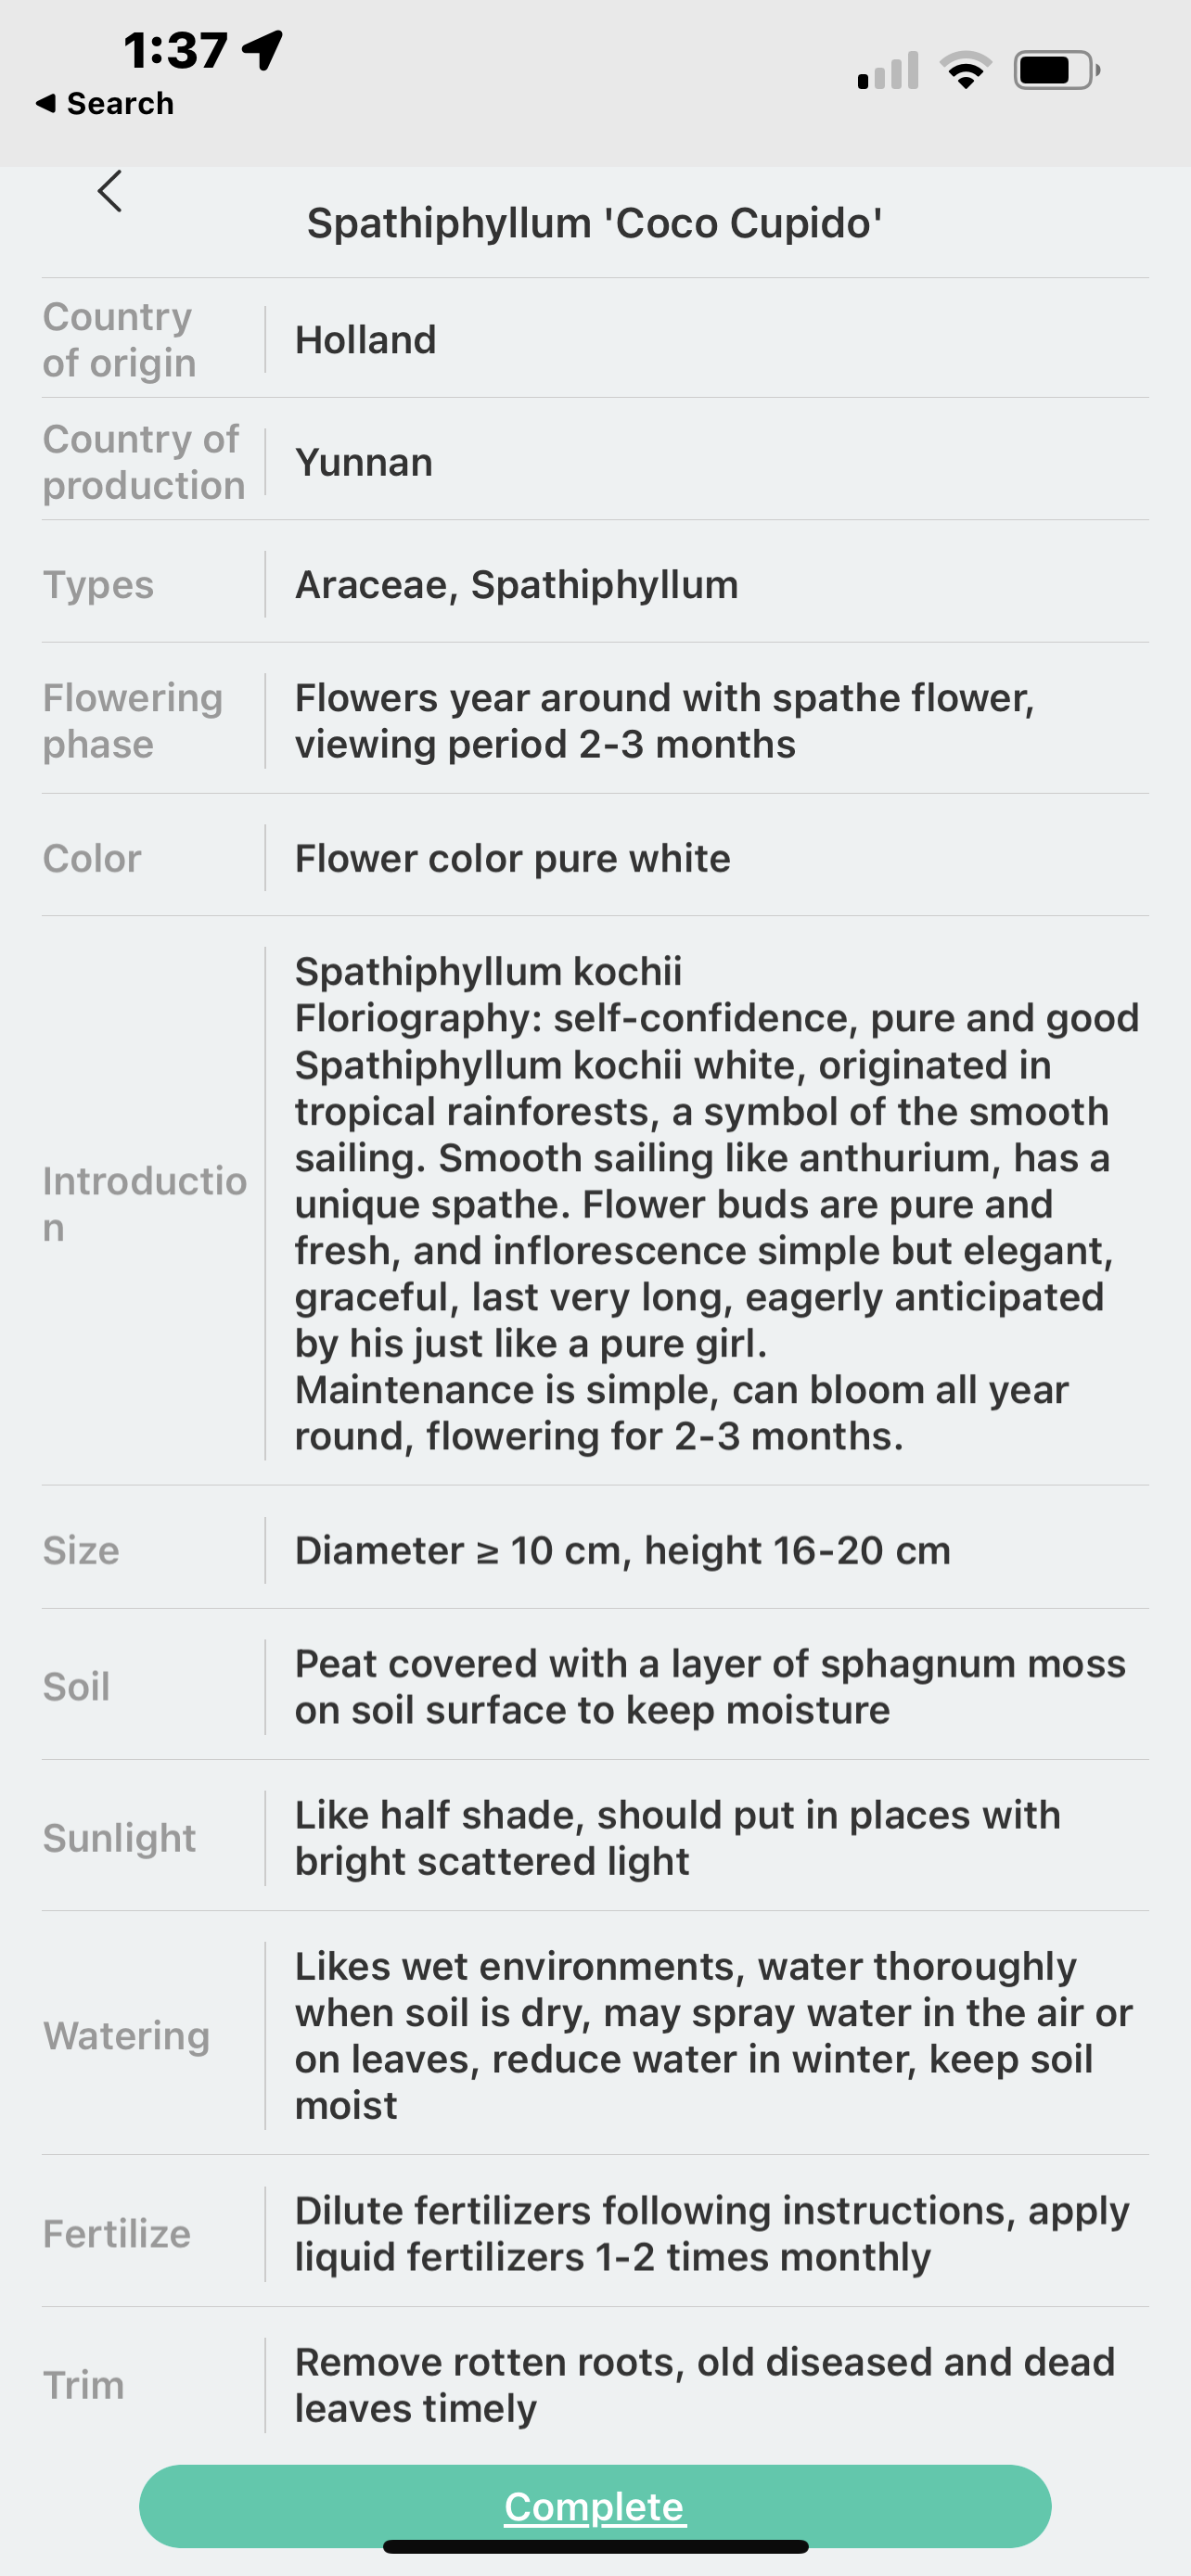 1:37
◀ Search
Spathiphyllum 'Coco Cupido'
Country
of origin
Holland
Country of
production
Yunnan
Types
Araceae, Spathiphyllum
Flowering
phase
Flowers year around with spathe flower,
viewing period 2-3 months
Color
Flower color pure white
Introductio
n
Spathiphyllum kochii
Floriography: self-confidence, pure and good
Spathiphyllum kochii white, originated in
tropical rainforests, a symbol of the smooth
sailing. Smooth sailing like anthurium, has a
unique spathe. Flower buds are pure and
fresh, and inflorescence simple but elegant,
graceful, last very long, eagerly anticipated
by his just like a pure girl.
Maintenance is simple, can bloom all year
round, flowering for 2-3 months.
Size
Diameter ≥ 10 cm, height 16-20 cm
Soil
Peat covered with a layer of sphagnum moss
on soil surface to keep moisture
Sunlight
Like half shade, should put in places with
bright scattered light
Watering
Likes wet environments, water thoroughly
when soil is dry, may spray water in the air or
on leaves, reduce water in winter, keep soil
moist
Fertilize
Dilute fertilizers following instructions, apply
liquid fertilizers 1-2 times monthly
Trim
Remove rotten roots, old diseased and dead
leaves timely
Complete